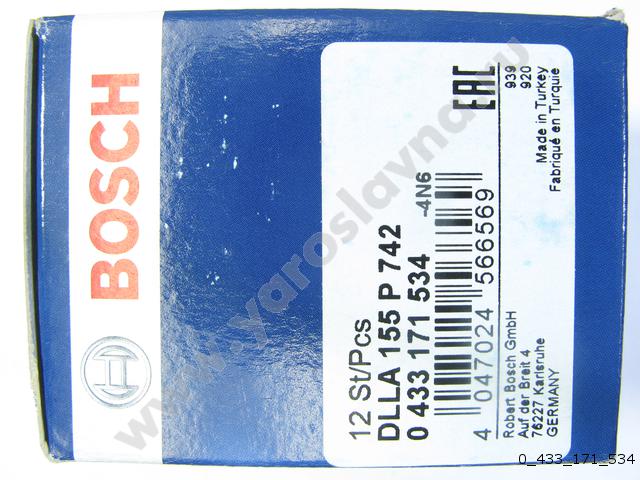 BOSCH
12 St/Pcs
DLLA 155 P 742
0 433 171 534
-4N6
4 047024 566569
EAC
Robert Bosch GmbH
Auf der Breit 4
76227 Karlsruhe
GERMANY
939
920
Made in Turkey
Fabriqué en Turquie
www.yaroslavna.ru
0_433_171_534